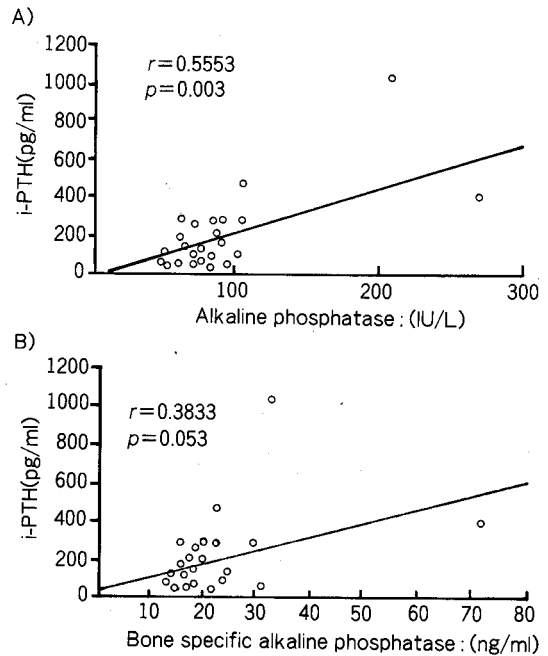 A)
1200
1000
800
600
400
200
0
i-PTH(pg/ml)
r=0.5553
p=0.003
100
200
300
Alkaline phosphatase : (IU/L)
B)
1200
1000
800
600
400
200
0
i-PTH(pg/ml)
r=0.3833
p=0.053
10
20
30
40
50
60
70
80
Bone specific alkaline phosphatase : (ng/ml)